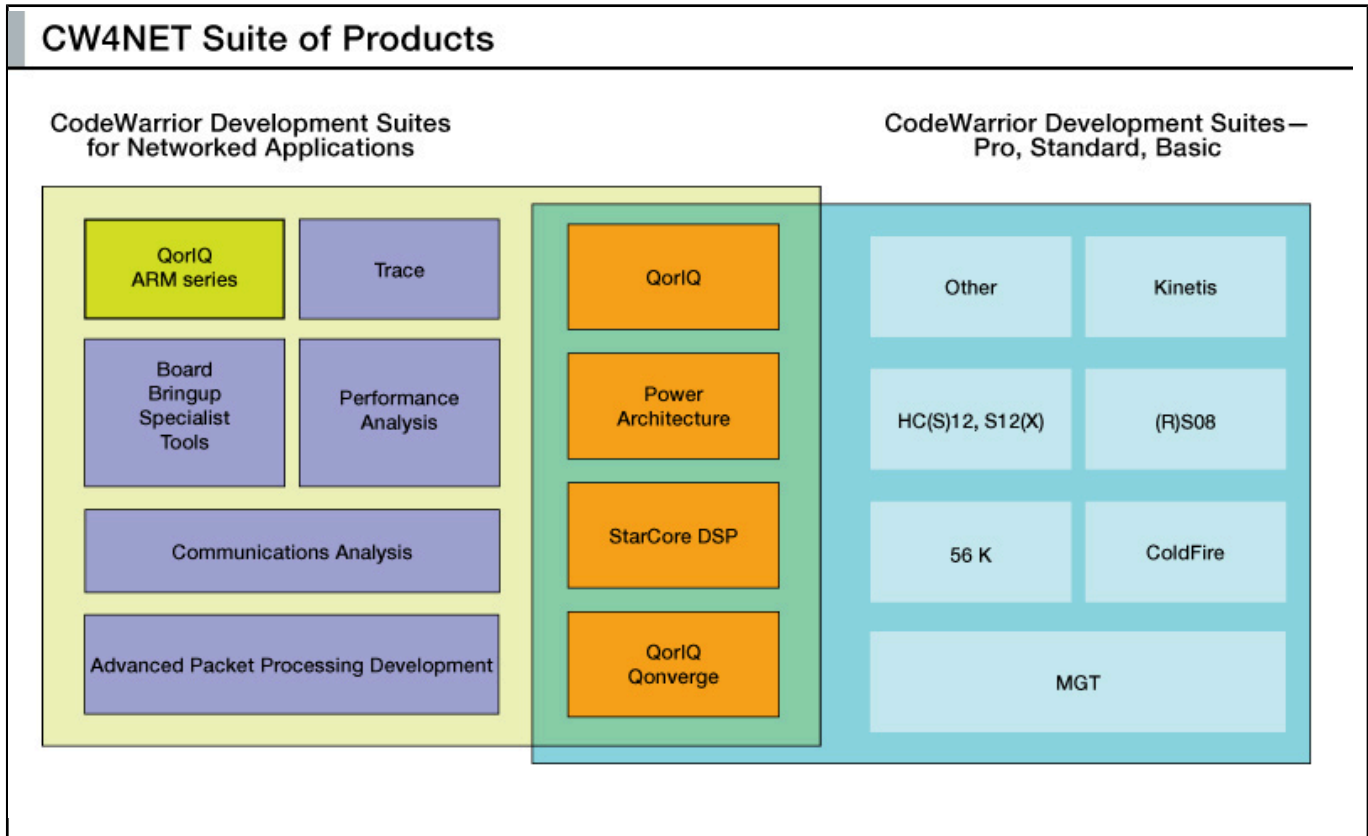 CW4NET Suite of Products
CodeWarrior Development Suites
for Networked Applications
CodeWarrior Development Suites—
Pro, Standard, Basic
QorIQ
ARM series
Trace
Board
Bringup
Specialist
Tools
Performance
Analysis
Communications Analysis
Advanced Packet Processing Development
QorIQ
Power
Architecture
StarCore DSP
QorIQ
Qonverge
Other
Kinetis
HC(S)12, S12(X)
(R)S08
56 K
ColdFire
MGT